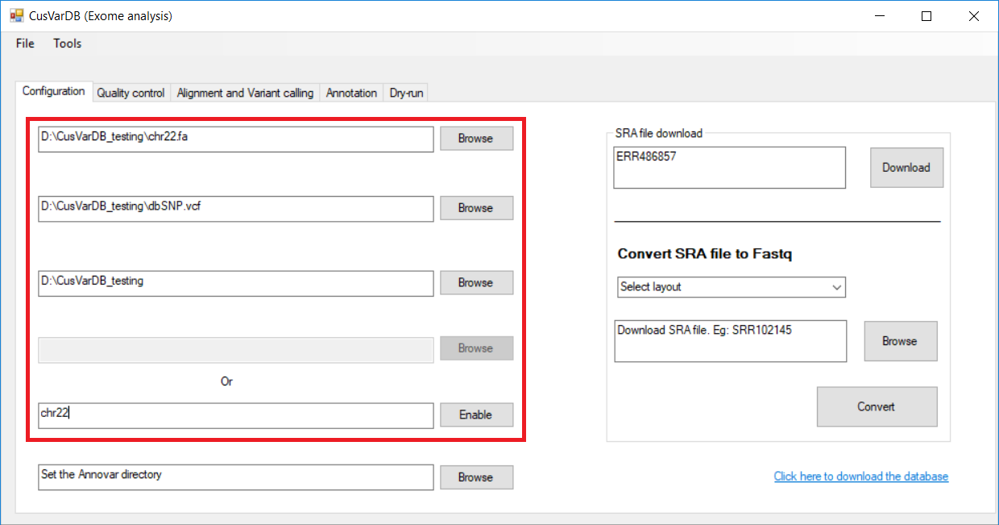 CusVarDB (Exome analysis)
File Tools
Configuration Quality control Alignment and Variant calling Annotation Dry-run
D:\CusVarDB_testing\chr22.fa
Browse
D:\CusVarDB_testing\dbSNP.vcf
Browse
D:\CusVarDB_testing
Browse
Browse
Or
chr22
Enable
Set the Annovar directory
Browse
SRA file download
ERR486857
Download
Convert SRA file to Fastq
Select layout
Download SRA file. Eg: SRR102145
Browse
Convert
Click here to download the database